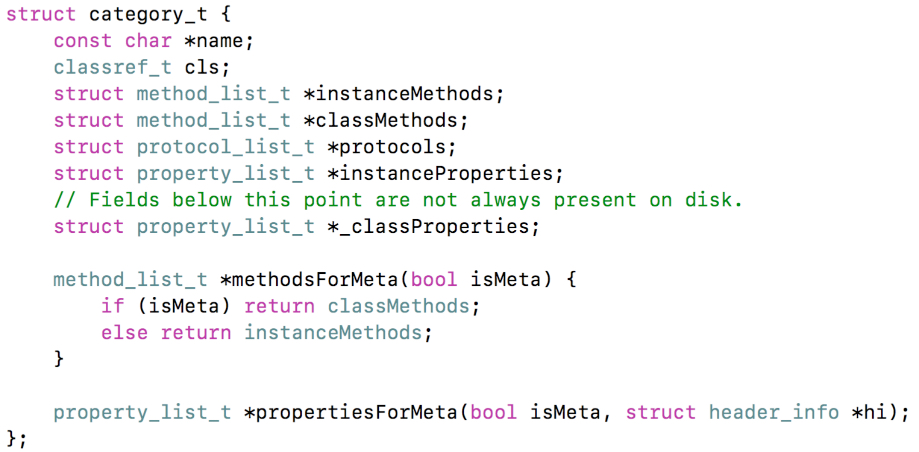 struct category_t {
    const char *name;
    classref_t cls;
    struct method_list_t *instanceMethods;
    struct method_list_t *classMethods;
    struct protocol_list_t *protocols;
    struct property_list_t *instanceProperties;
    // Fields below this point are not always present on disk.
    struct property_list_t *_classProperties;

    method_list_t *methodsForMeta(bool isMeta) {
        if (isMeta) return classMethods;
        else return instanceMethods;
    }

    property_list_t *propertiesForMeta(bool isMeta, struct header_info *hi);
};